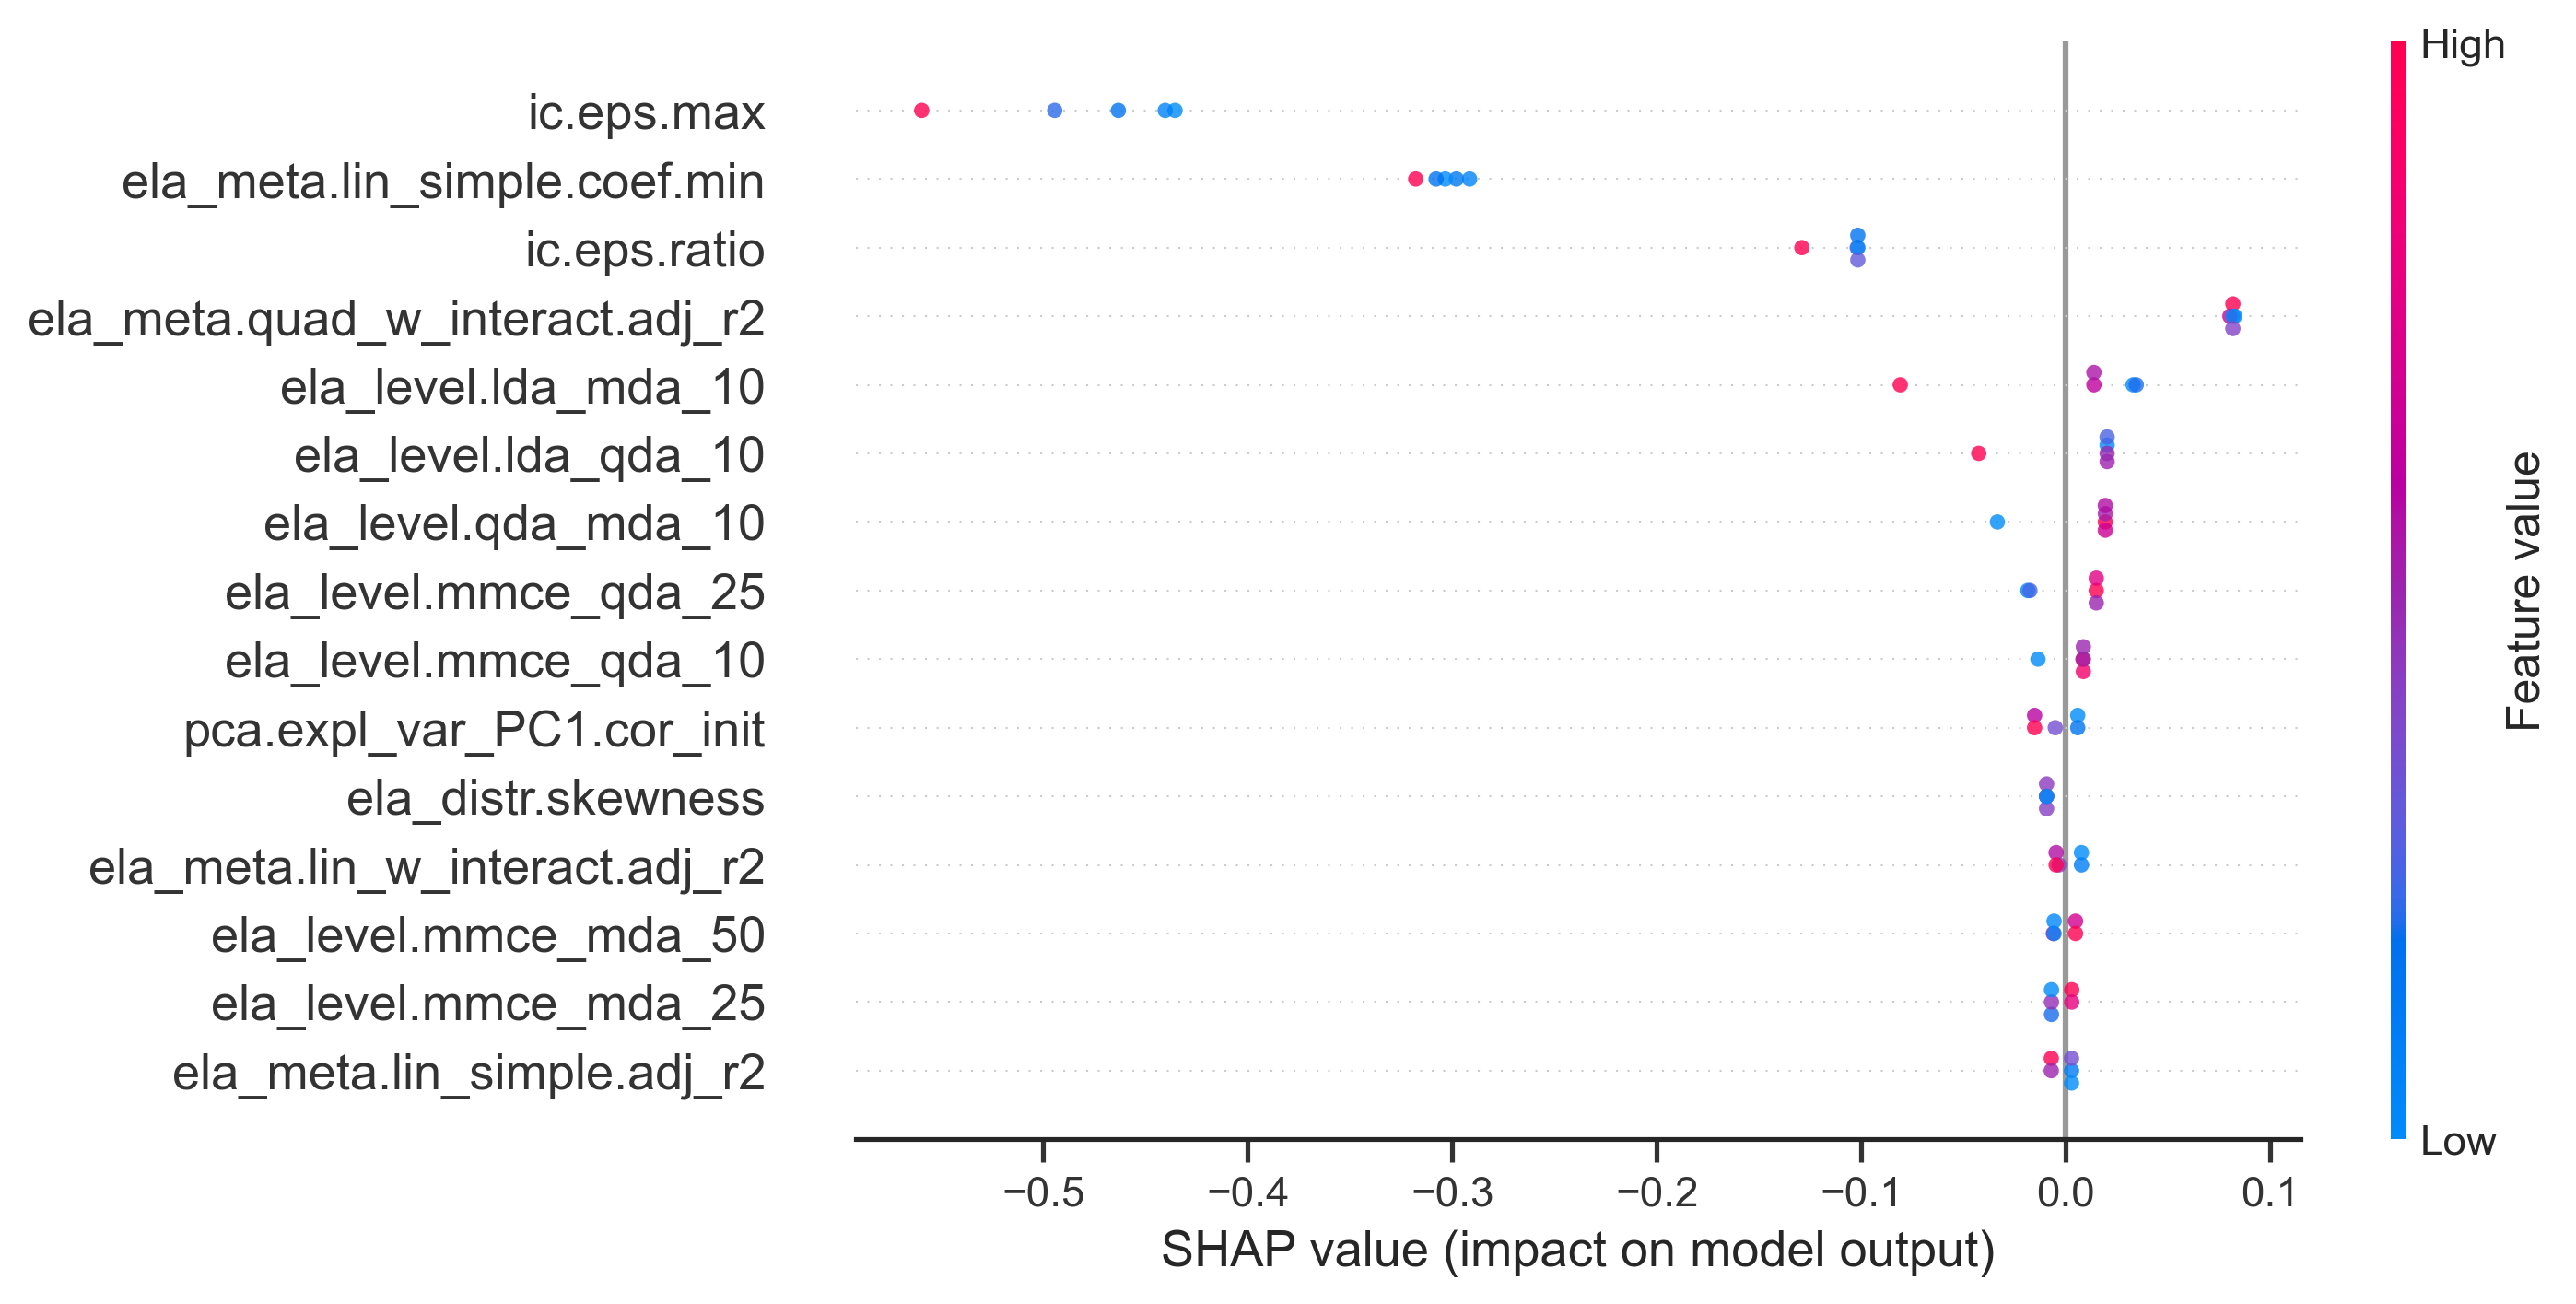 High
ic.eps.max
ela_meta.lin_simple.coef.min
ic.eps.ratio
ela_meta.quad_w_interact.adj_r2
ela_level.lda_mda_10
ela_level.lda_qda_10
ela_level.qda_mda_10
ela_level.mmce_qda_25
ela_level.mmce_qda_10
pca.expl_var_PC1.cor_init
ela_distr.skewness
ela_meta.lin_w_interact.adj_r2
ela_level.mmce_mda_50
ela_level.mmce_mda_25
ela_meta.lin_simple.adj_r2
Feature value
Low
−0.5 −0.4 −0.3 −0.2 −0.1 0.0 0.1
SHAP value (impact on model output)